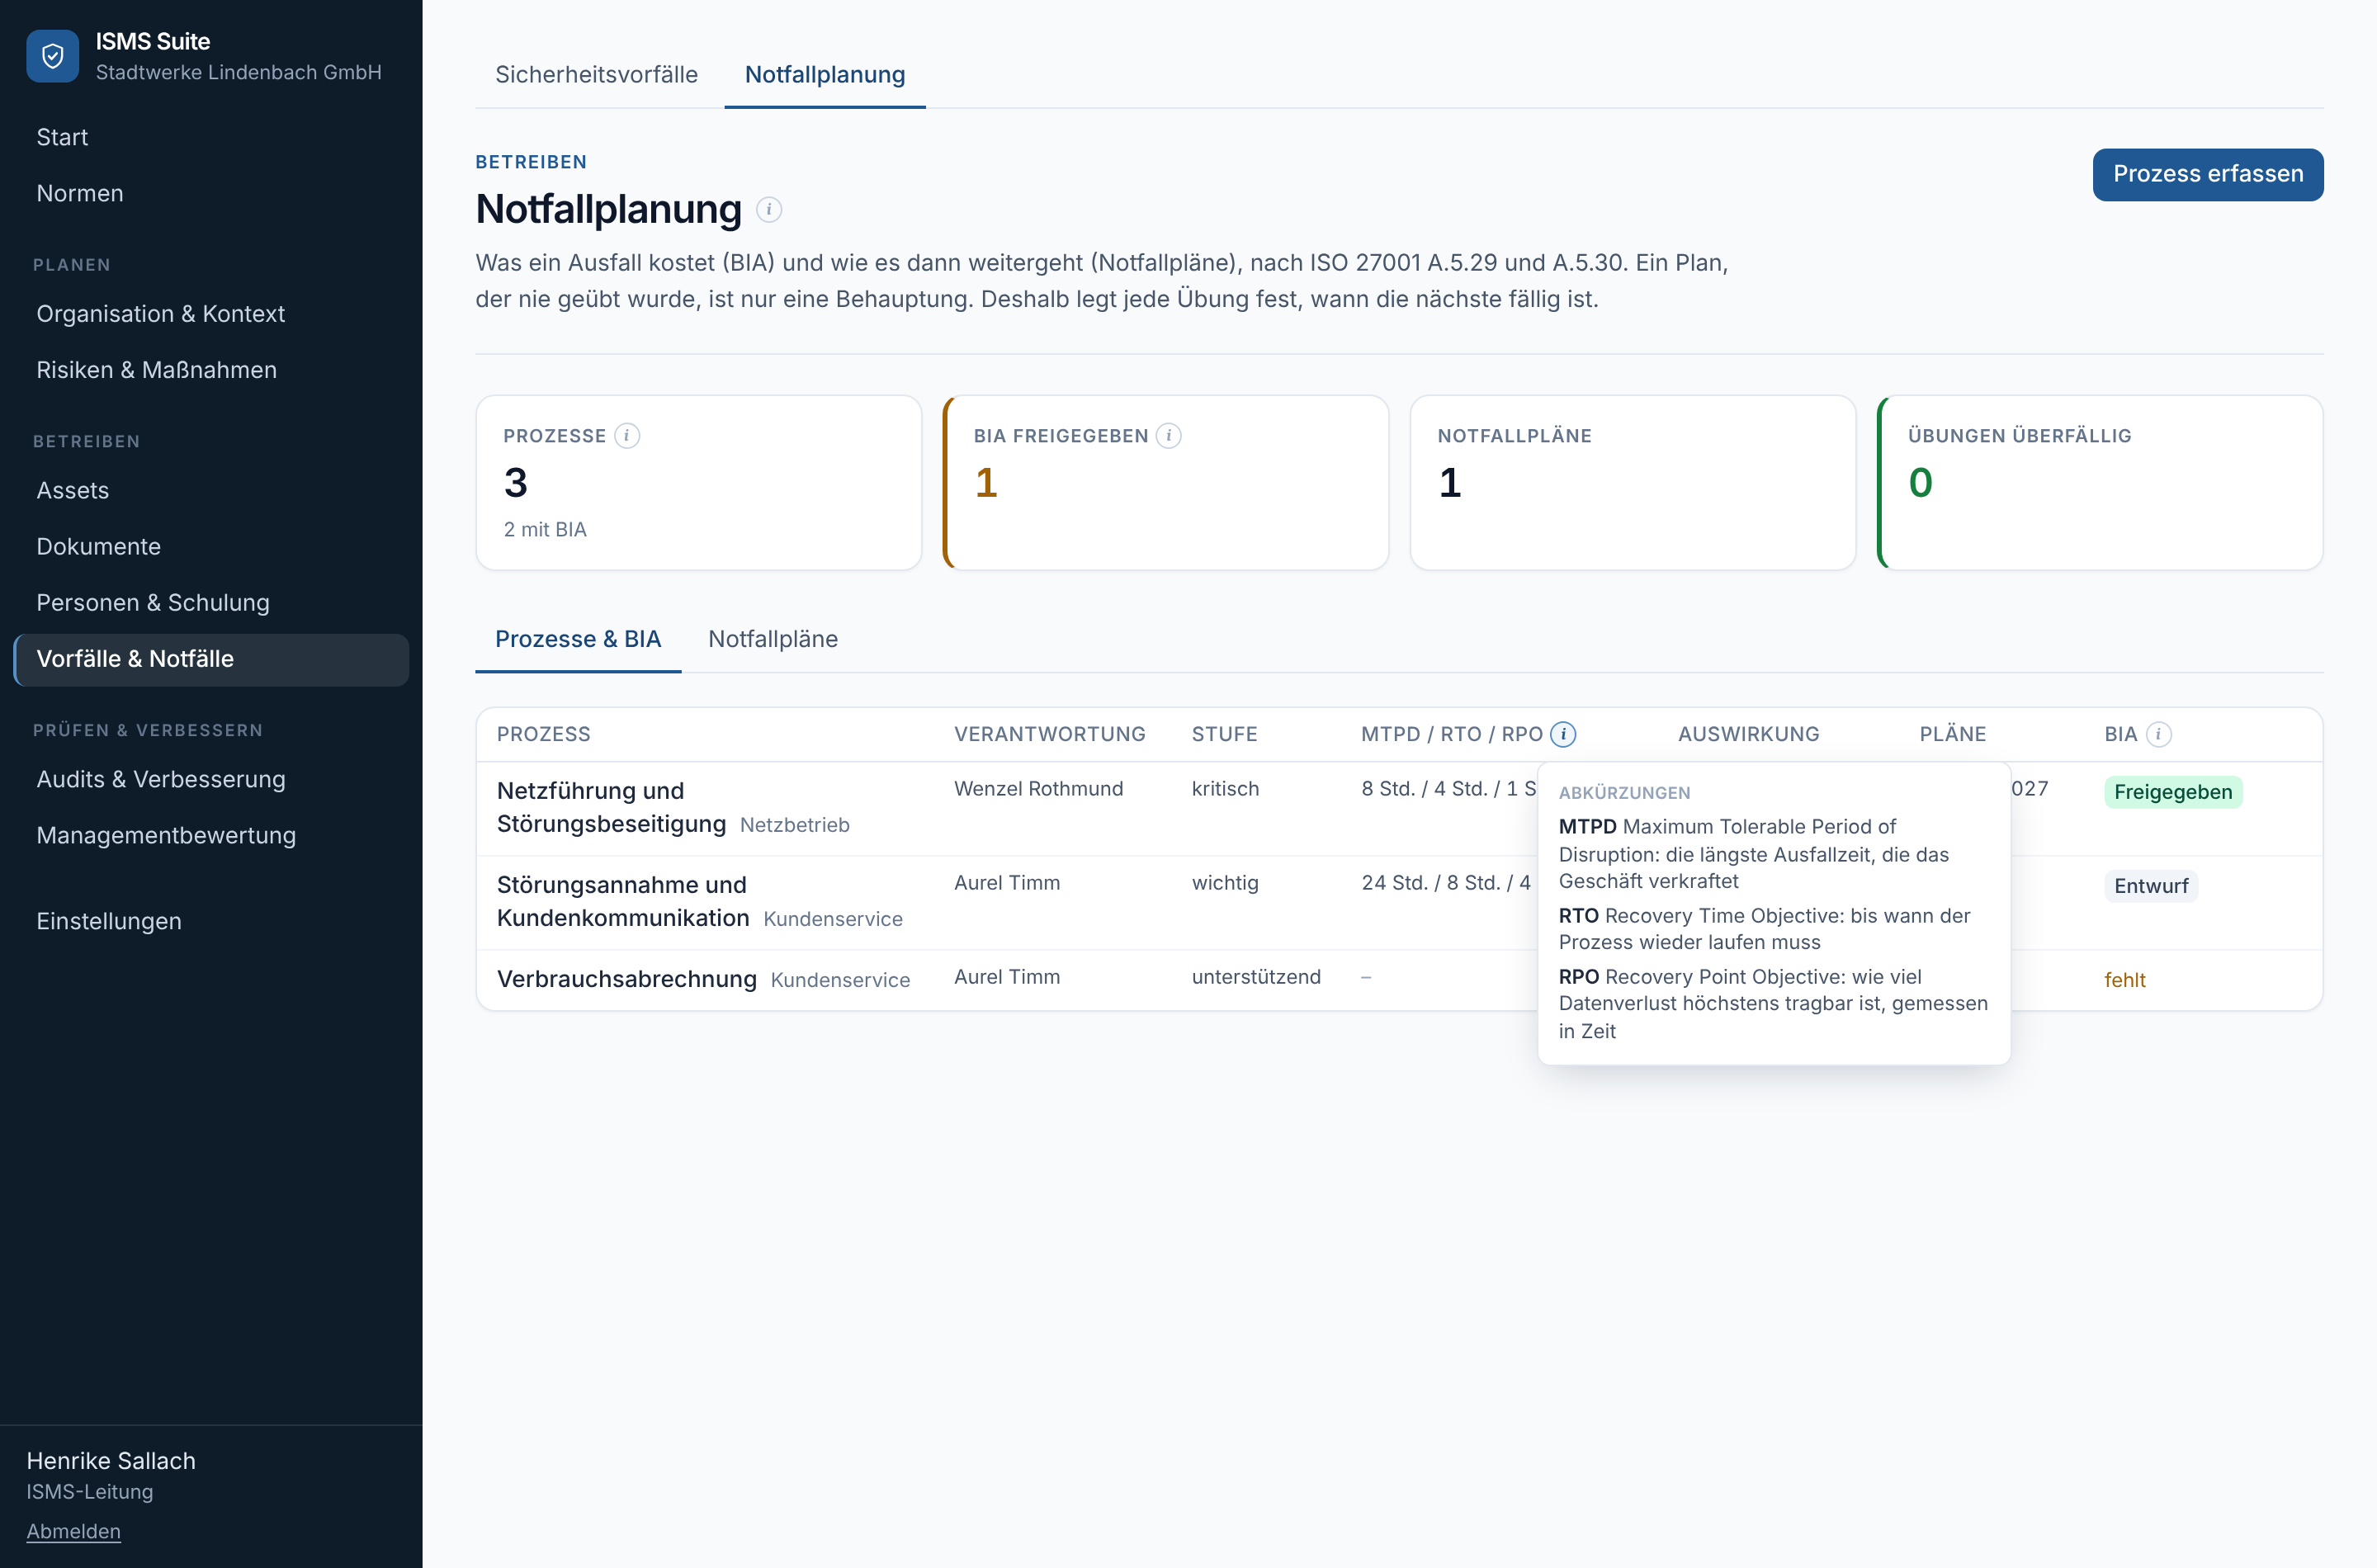 ISMS Suite
Stadtwerke Lindenbach GmbH
Start
Normen
PLANEN
Organisation & Kontext
Risiken & Maßnahmen
BETREIBEN
Assets
Dokumente
Personen & Schulung
Vorfälle & Notfälle
PRÜFEN & VERBESSERN
Audits & Verbesserung
Managementbewertung
Einstellungen
Henrike Sallach
ISMS-Leitung
Abmelden
Sicherheitsvorfälle Notfallplanung
BETREIBEN
Notfallplanung i
Prozess erfassen
Was ein Ausfall kostet (BIA) und wie es dann weitergeht (Notfallpläne), nach ISO 27001 A.5.29 und A.5.30. Ein Plan,
der nie geübt wurde, ist nur eine Behauptung. Deshalb legt jede Übung fest, wann die nächste fällig ist.
PROZESSE i
3
2 mit BIA
BIA FREIGEGEBEN i
1
NOTFALLPLÄNE
1
ÜBUNGEN ÜBERFÄLLIG
0
Prozesse & BIA Notfallpläne
PROZESS VERANTWORTUNG STUFE MTPD / RTO / RPO i AUSWIRKUNG PLÄNE BIA i
Netzführung und
Störungsbeseitigung Netzbetrieb
Wenzel Rothmund kritisch 8 Std. / 4 Std. / 1 S 027 Freigegeben
Störungsannahme und
Kundenkommunikation Kundenservice
Aurel Timm wichtig 24 Std. / 8 Std. / 4 Entwurf
Verbrauchsabrechnung Kundenservice Aurel Timm unterstützend – fehlt
ABKÜRZUNGEN
MTPD Maximum Tolerable Period of
Disruption: die längste Ausfallzeit, die das
Geschäft verkraftet
RTO Recovery Time Objective: bis wann der
Prozess wieder laufen muss
RPO Recovery Point Objective: wie viel
Datenverlust höchstens tragbar ist, gemessen
in Zeit